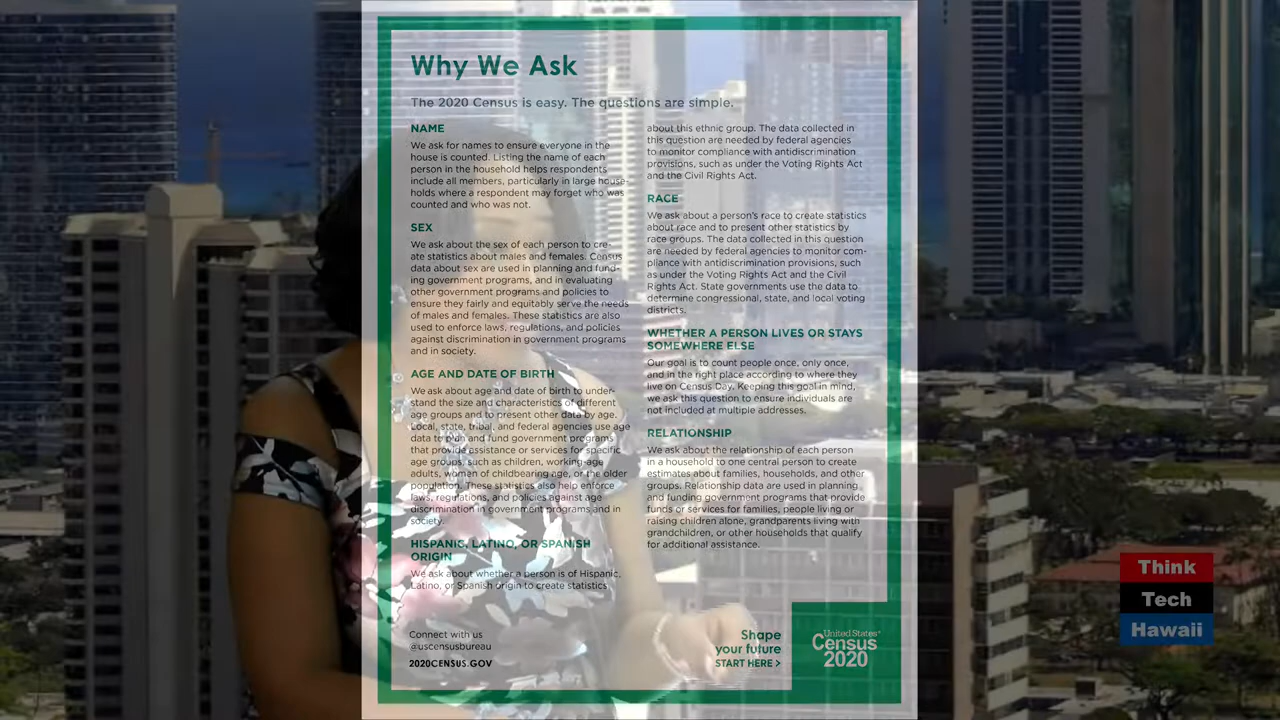 Why We Ask
The 2020 Census is easy. The questions are simple.
NAME
We ask for names to ensure everyone in the
house is counted. Listing the name of each
person in the household helps respondents
include all members, particularly in large house-
holds where a respondent may forget who was
counted and who was not.
SEX
We ask about the sex of each person to cre-
ate statistics about males and females. Census
data about sex are used in planning and fund-
ing government programs, and in evaluating
other government programs and policies to
ensure they fairly and equitably serve the needs
of males and females. These statistics are also
used to enforce laws, regulations, and policies
against discrimination in government programs
and in society.
AGE AND DATE OF BIRTH
We ask about age and date of birth to under-
stand the size and characteristics of different
age groups and to present other data by age.
Local, state, tribal, and federal agencies use age
data to plan and fund government programs
that provide assistance or services for specific
age groups, such as children, working-age
adults, women of childbearing age, or the older
population. These statistics also help enforce
laws, regulations, and policies against age
discrimination in government programs and in
society.
HISPANIC, LATINO, OR SPANISH
ORIGIN
We ask about whether a person is of Hispanic,
Latino, or Spanish origin to create statistics
about this ethnic group. The data collected in
this question are needed by federal agencies
to monitor compliance with antidiscrimination
provisions, such as under the Voting Rights Act
and the Civil Rights Act.
RACE
We ask about a person's race to create statistics
about race and to present other statistics by
race groups. The data collected in this question
are needed by federal agencies to monitor com-
pliance with antidiscrimination provisions, such
as under the Voting Rights Act and the Civil
Rights Act. State governments use the data to
determine congressional, state, and local voting
districts.
WHETHER A PERSON LIVES OR STAYS
SOMEWHERE ELSE
Our goal is to count people once, only once,
and in the right place according to where they
live on Census Day. Keeping this goal in mind,
we ask this question to ensure individuals are
not included at multiple addresses.
RELATIONSHIP
We ask about the relationship of each person
in a household to one central person to create
estimates about families, households, and other
groups. Relationship data are used in planning
and funding government programs that provide
funds or services for families, people living or
raising children alone, grandparents living with
grandchildren, or other households that qualify
for additional assistance.
Connect with us
@uscensusbureau
2020CENSUS.GOV
Shape
your future
START HERE >
United States®
Census
2020
Think
Tech
Hawaii